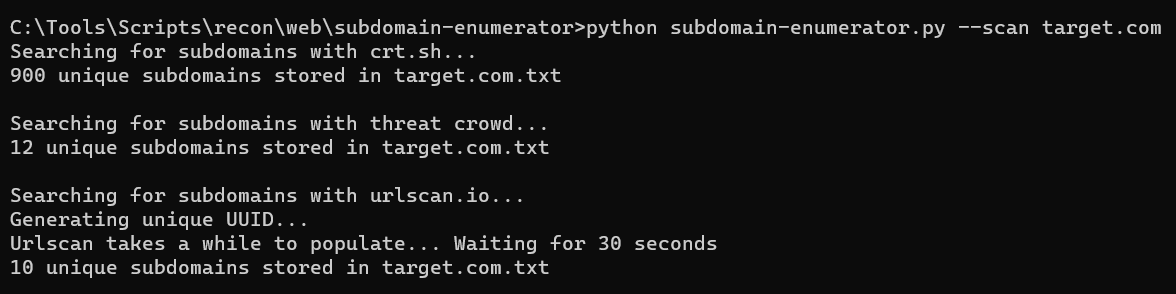 C:\Tools\Scripts\recon\web\subdomain-enumerator>python subdomain-enumerator.py --scan target.com
Searching for subdomains with crt.sh...
900 unique subdomains stored in target.com.txt

Searching for subdomains with threat crowd...
12 unique subdomains stored in target.com.txt

Searching for subdomains with urlscan.io...
Generating unique UUID...
Urlscan takes a while to populate... Waiting for 30 seconds
10 unique subdomains stored in target.com.txt